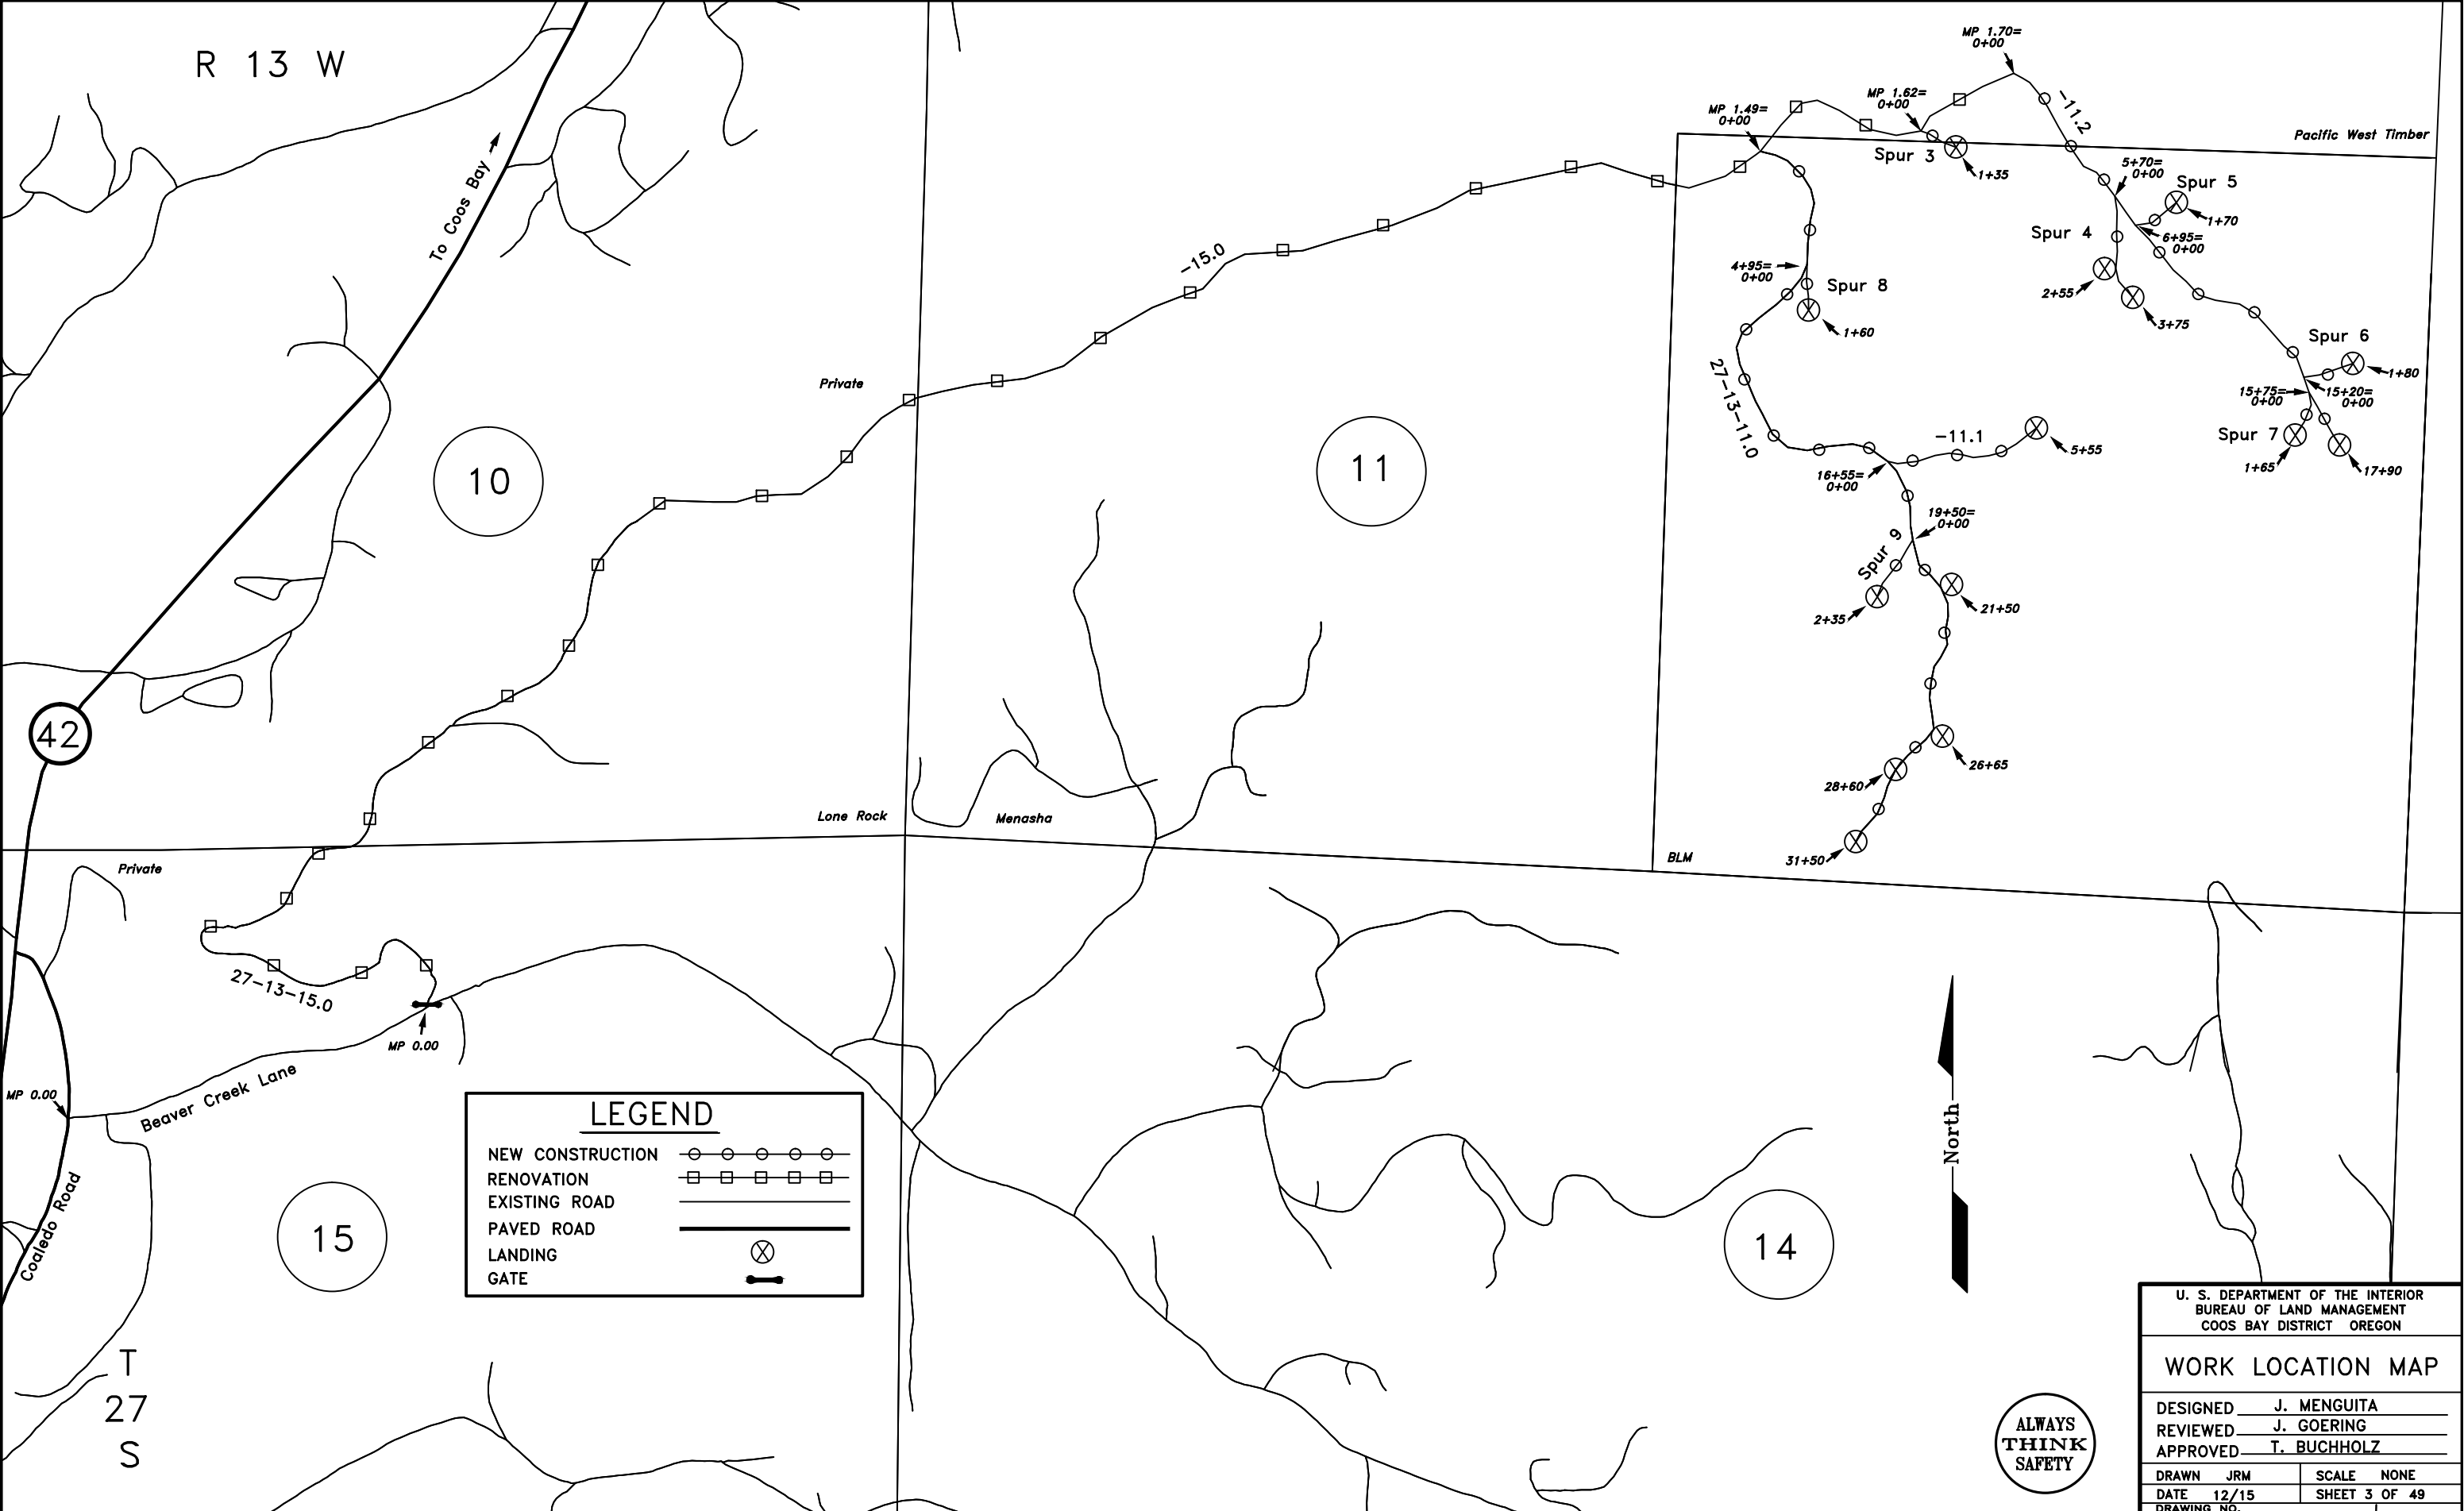 R 13 W
To Coos Bay
MP 1.70=
0+00
MP 1.62=
0+00
MP 1.49=
0+00
-11.2
Pacific West Timber
Spur 3
1+35
5+70=
0+00
Spur 5
1+70
Spur 4
6+95=
0+00
2+55
3+75
-15.0
4+95=
0+00
Spur 8
1+60
Spur 6
1+80
15+75=
0+00
15+20=
0+00
Spur 7
1+65
17+90
Private
27-13-11.0
-11.1
5+55
10
11
16+55=
0+00
19+50=
0+00
Spur 9
2+35
21+50
42
26+65
28+60
31+50
Lone Rock
Menasha
BLM
Private
27-13-15.0
MP 0.00
MP 0.00
Beaver Creek Lane
Coaledo Road
15
14
North
LEGEND
NEW CONSTRUCTION
RENOVATION
EXISTING ROAD
PAVED ROAD
LANDING
GATE
T
27
S
ALWAYS
THINK
SAFETY
U. S. DEPARTMENT OF THE INTERIOR
BUREAU OF LAND MANAGEMENT
COOS BAY DISTRICT OREGON
WORK LOCATION MAP
DESIGNED J. MENGUITA
REVIEWED J. GOERING
APPROVED T. BUCHHOLZ
DRAWN JRM
SCALE NONE
DATE 12/15
SHEET 3 OF 49
DRAWING NO.